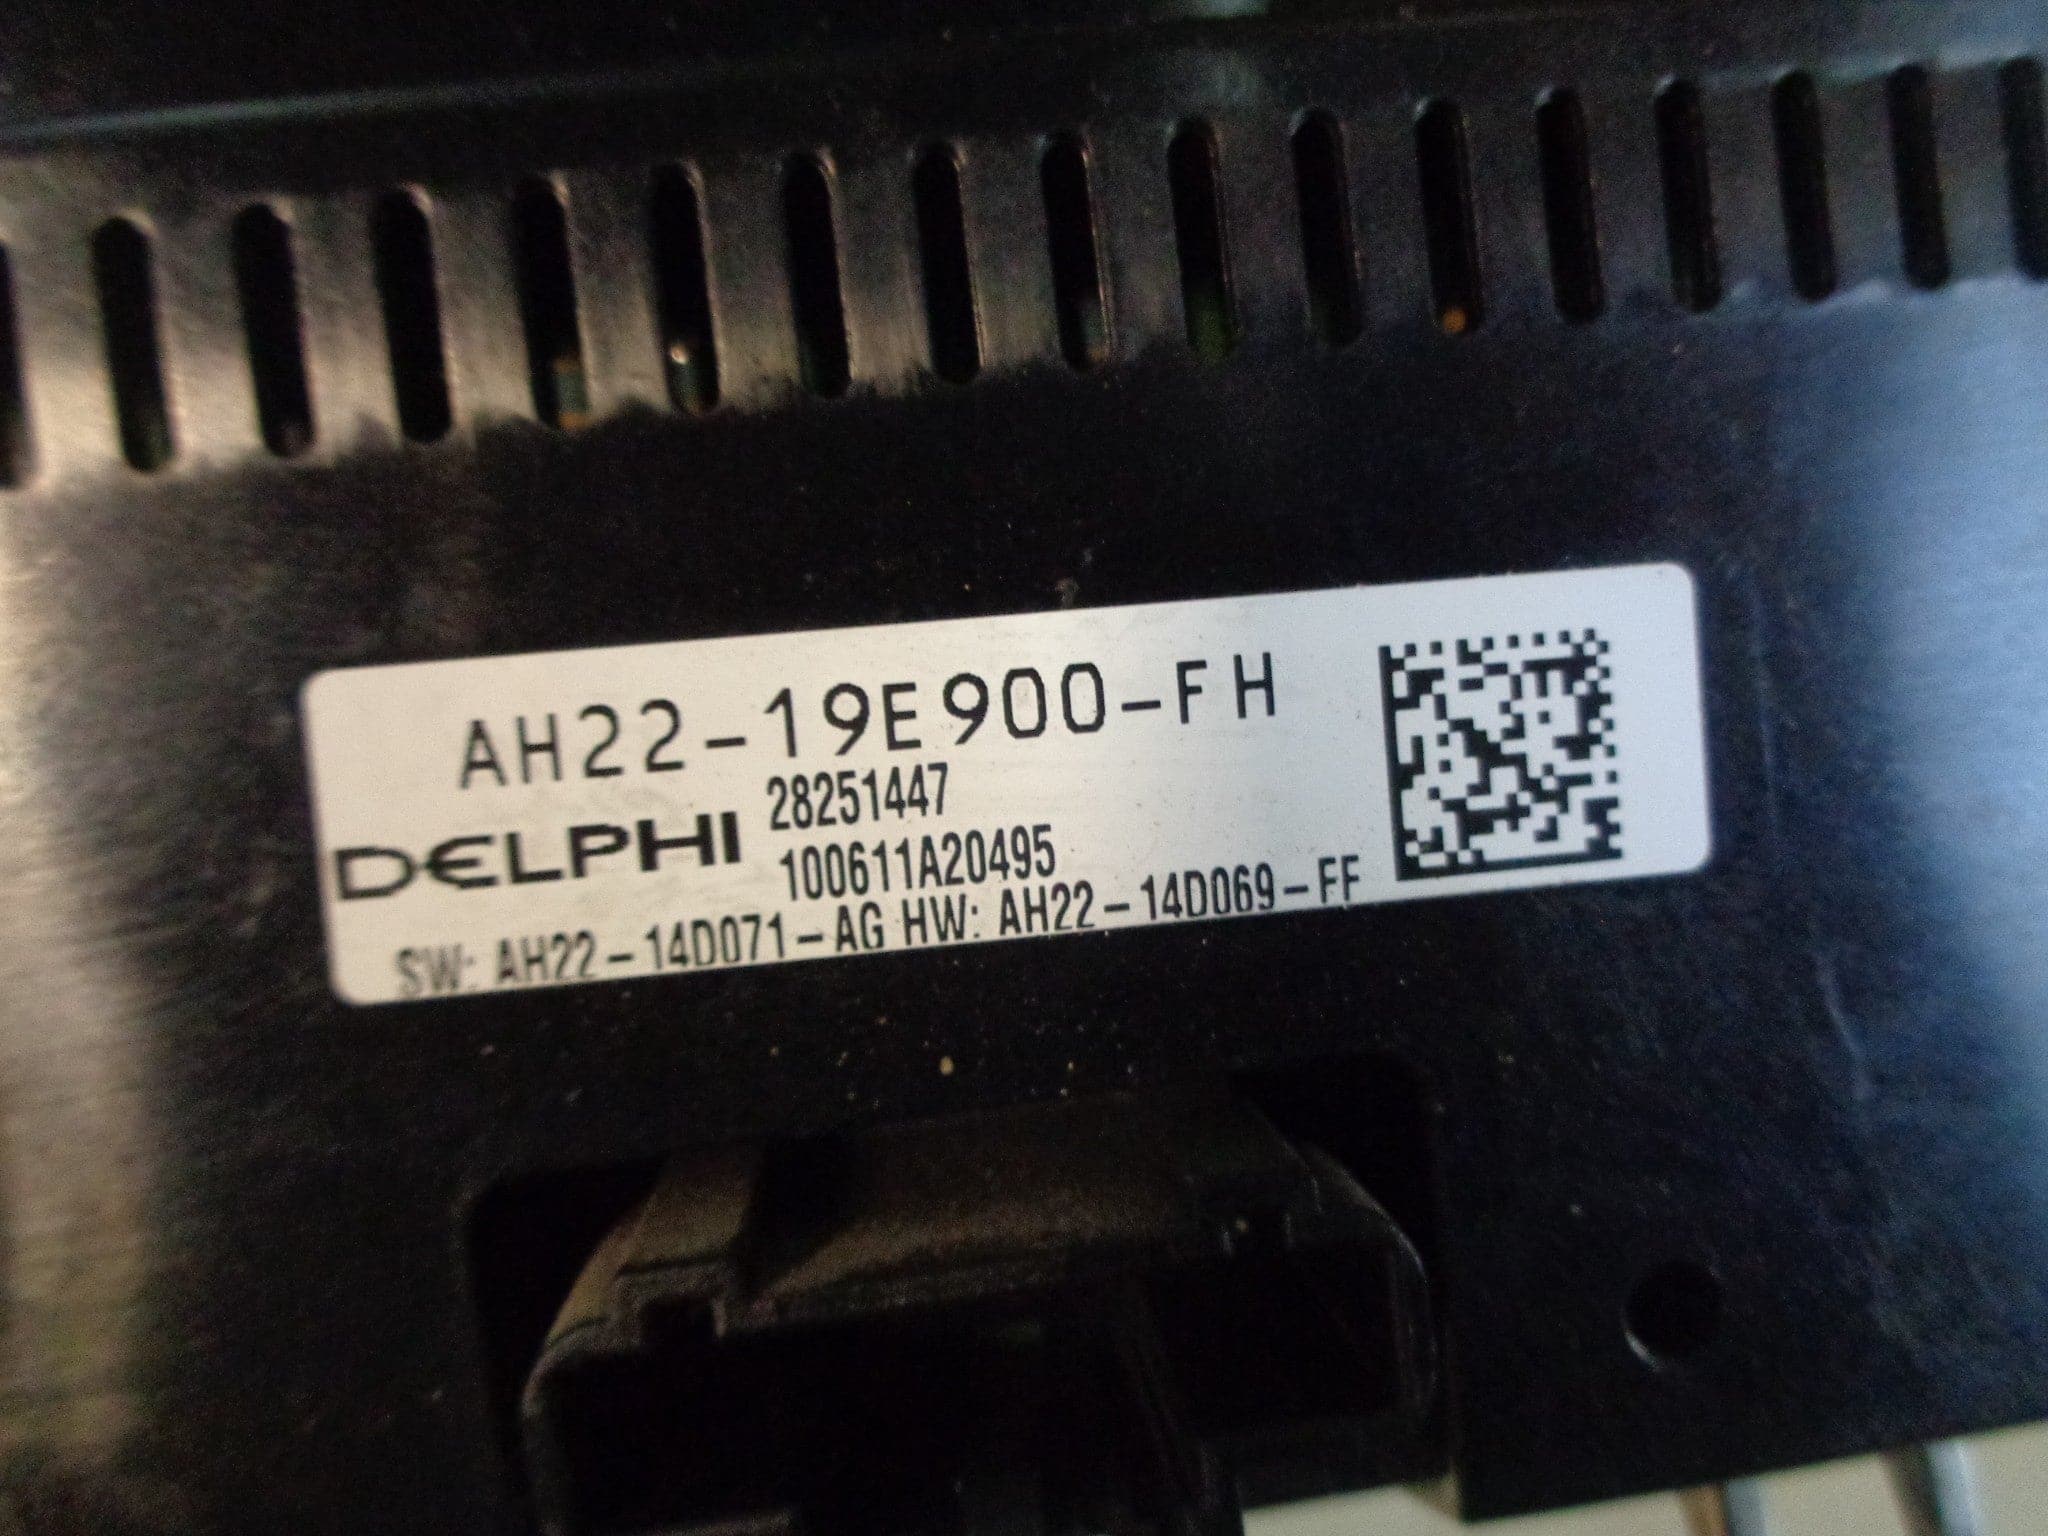 AH22-19E900-FH
28251447
DELPHI
100611A20495
SW: AH22-14D071-AG HW: AH22-14D069-FF